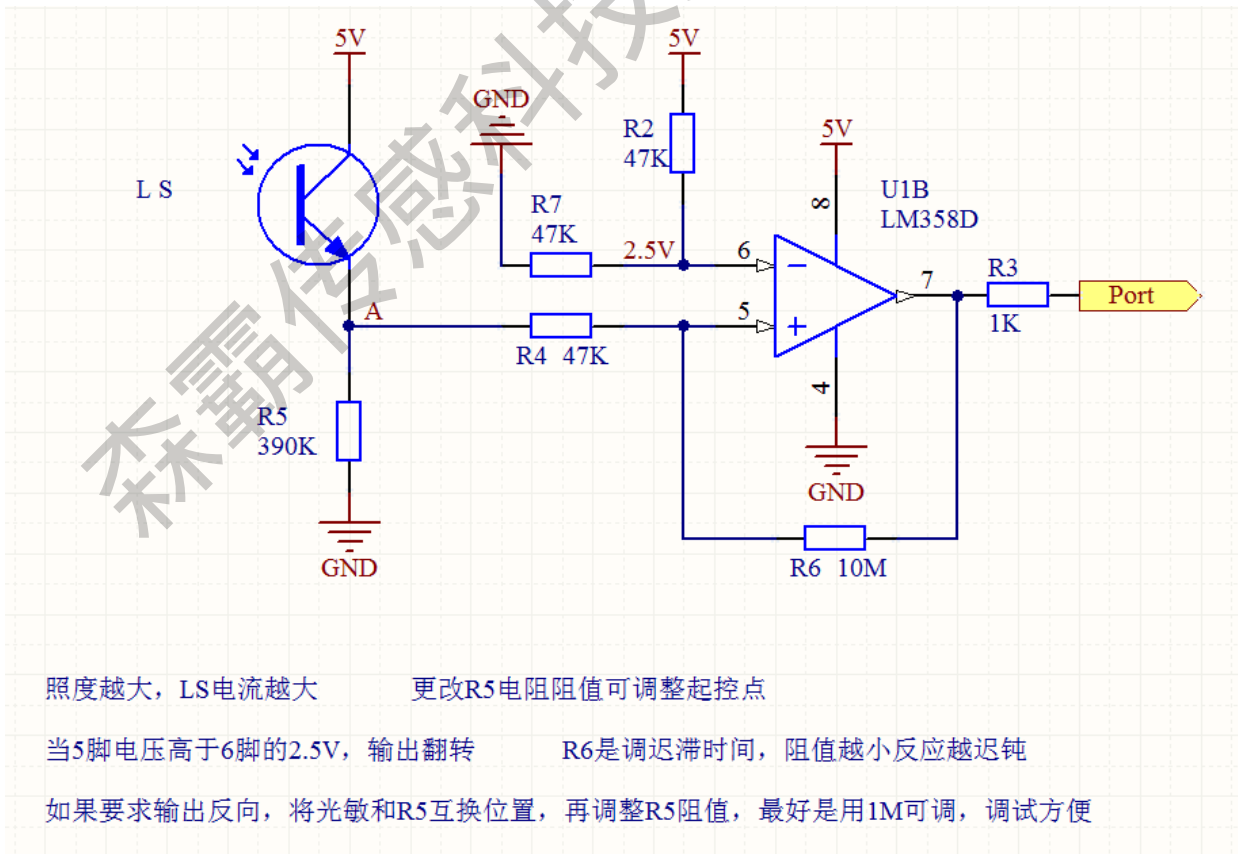 5V
5V
GND
5V
R2
47K
L S
U1B
LM358D
8
R7
47K
2.5V
6
7
R3
Port
1K
A
5
R4 47K
4
R5
390K
GND
GND
R6 10M
森霸传感科技
照度越大，LS电流越大 更改R5电阻阻值可调整起控点
当5脚电压高于6脚的2.5V，输出翻转 R6是调迟滞时间，阻值越小反应越迟钝
如果要求输出反向，将光敏和R5互换位置，再调整R5阻值，最好是用1M可调，调试方便